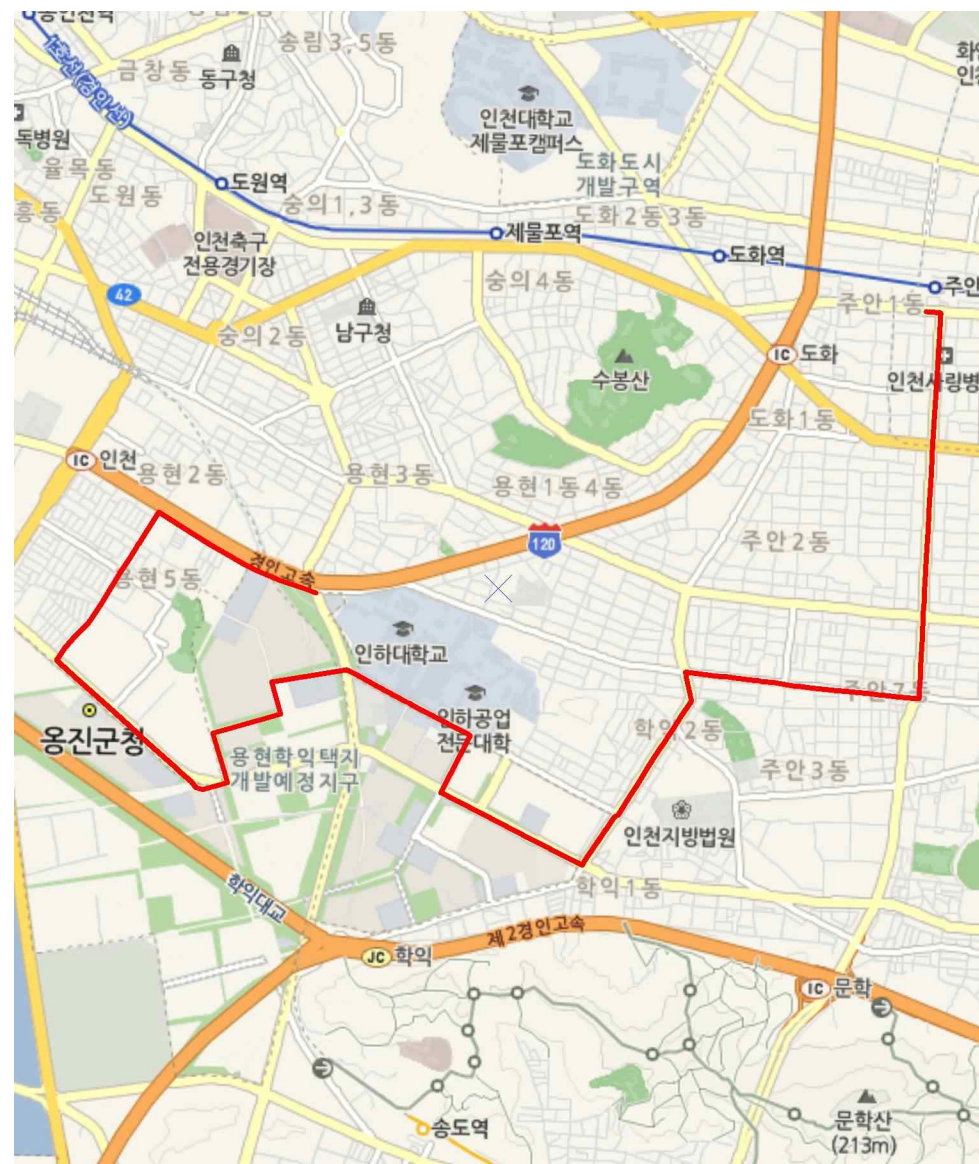 송림3,5동
금창동
동구청
1호선(경인선)
독병원
율목동
도원동
도원역
숭의1,3동
인천대학교
제물포캠퍼스
도화도시
개발구역
도화2동3동
제물포역
도화역
인천축구
전용경기장
42
숭의2동
남구청
숭의4동
수봉산
주안1동
IC 도화
도화1동
IC 인천
용현2동
용현3동
용현1동4동
120
주안2동
경인고속
용현5동
인하대학교
인하공업
전문대학
주안7동
학익2동
주안3동
옹진군청
용현학익택지
개발예정지구
인천지방법원
학익1동
학익대교
제2경인고속
JC 학익
IC 문학
송도역
문학산
(213m)